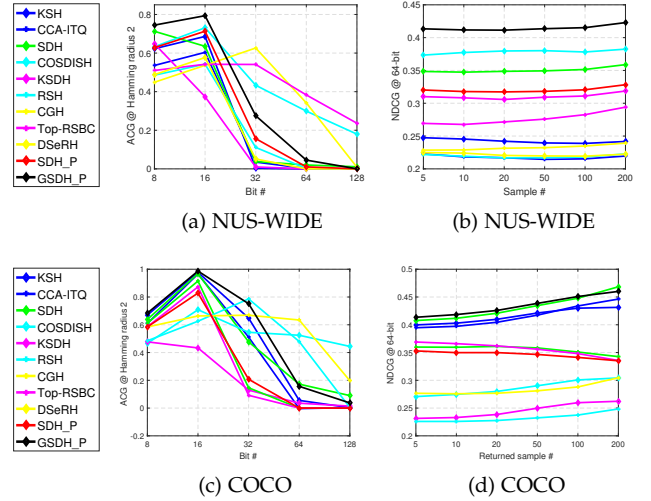 KSH
CCA-ITQ
SDH
COSDISH
KSDH
RSH
CGH
Top-RSBC
DSeRH
SDH_P
GSDH_P
ACG @ Hamming radius 2
0.8
0.6
0.4
0.2
0
8 16 32 64 128
Bit #
(a) NUS-WIDE
NDCG @ 64-bit
0.45
0.4
0.35
0.3
0.25
0.2
5 10 20 50 100 200
Sample #
(b) NUS-WIDE
KSH
CCA-ITQ
SDH
COSDISH
KSDH
RSH
CGH
Top-RSBC
DSeRH
SDH_P
GSDH_P
ACG @ Hamming radius 2
1
0.8
0.6
0.4
0.2
0
-0.2
8 16 32 64 128
Bit #
(c) COCO
NDCG @ 64-bit
0.5
0.45
0.4
0.35
0.3
0.25
0.2
5 10 20 50 100 200
Returned sample #
(d) COCO